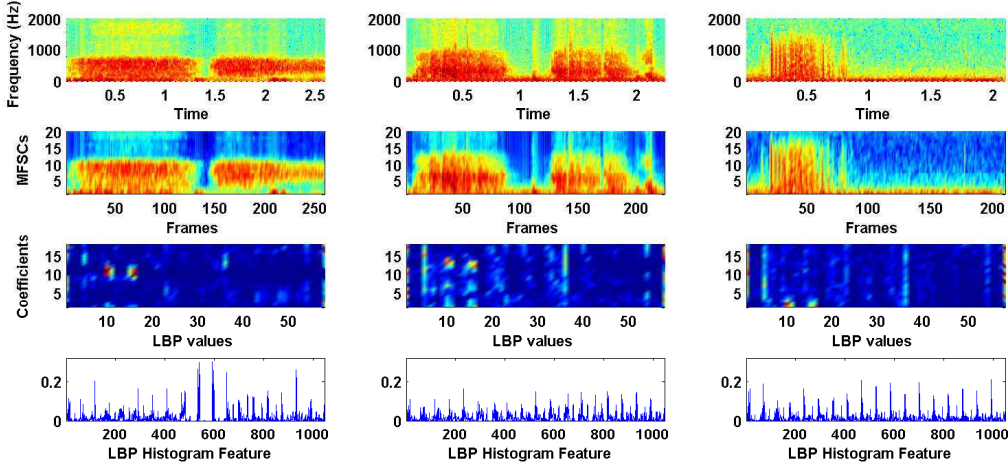 Frequency (Hz)
2000
1000
0
0.5 1 1.5 2 2.5
Time
2000
1000
0
0.5 1 1.5 2
Time
2000
1000
0
0.5 1 1.5 2
Time
MFSCs
20
15
10
5
50 100 150 200 250
Frames
20
15
10
5
50 100 150 200
Frames
20
15
10
5
50 100 150 200
Frames
Coefficients
15
10
5
10 20 30 40 50
LBP values
15
10
5
10 20 30 40 50
LBP values
15
10
5
10 20 30 40 50
LBP values
0.2
0
200 400 600 800 1000
LBP Histogram Feature
0.2
0
200 400 600 800 1000
LBP Histogram Feature
0.2
0
200 400 600 800 1000
LBP Histogram Feature